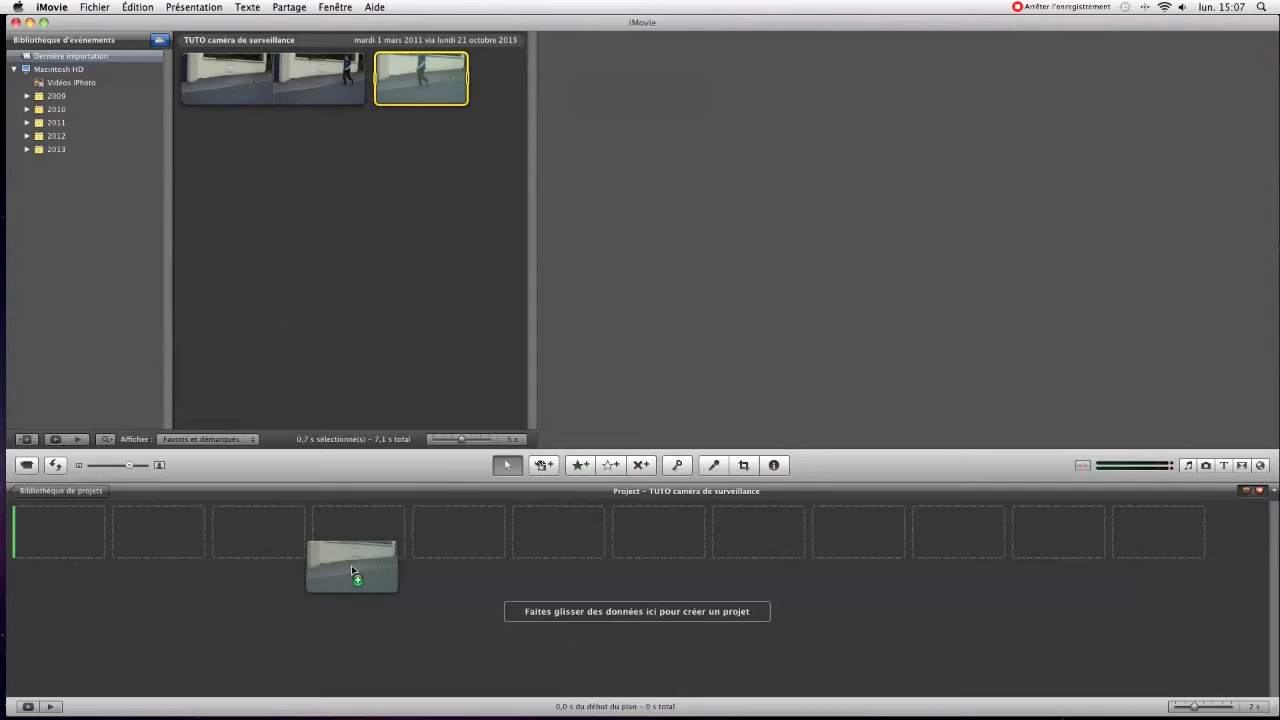 iMovie Fichier Édition Présentation Texte Partage Fenêtre Aide Arrêter l'enregistrement lun. 15:07
iMovie
Bibliothèque d'événements TUTO caméra de surveillance mardi 1 mars 2011 via lundi 21 octobre 2013
Dernière importation
Macintosh HD
Vidéos iPhoto
2009
2010
2011
2012
2013
Afficher : Favoris et démarqués 0,7 s sélectionné(s) – 7,1 s total 5 s
Bibliothèque de projets Project – TUTO caméra de surveillance
Faites glisser des données ici pour créer un projet
0,0 s du début du plan – 0 s total 2 s